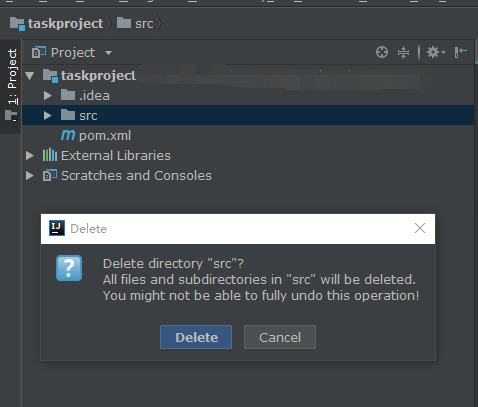 taskproject src
1: Project
Project
taskproject
.idea
src
m pom.xml
External Libraries
Scratches and Consoles
IJ Delete
Delete directory "src"?
All files and subdirectories in "src" will be deleted.
You might not be able to fully undo this operation!
Delete Cancel